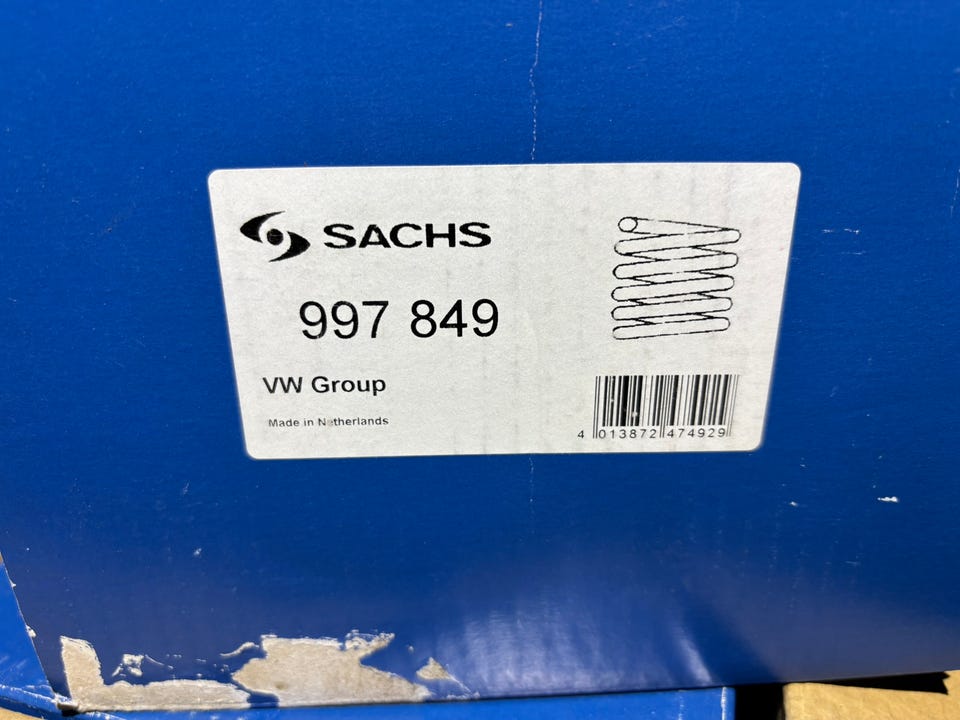 SACHS
997 849
VW Group
Made in Netherlands
4 013872 474929